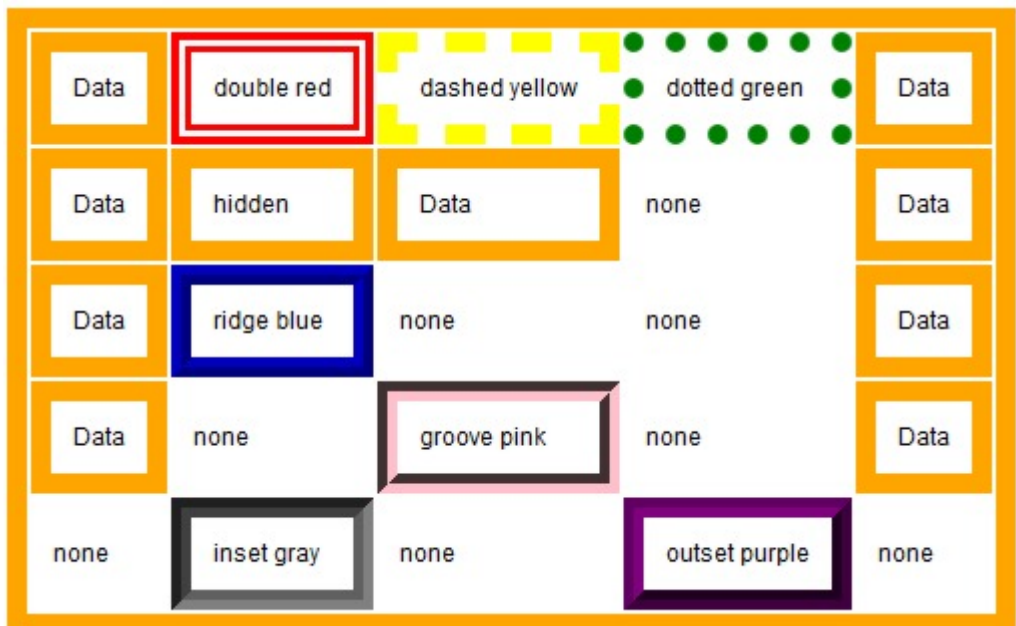 Data double red dashed yellow dotted green Data
Data hidden Data none Data
Data ridge blue none none Data
Data none groove pink none Data
none inset gray none outset purple none